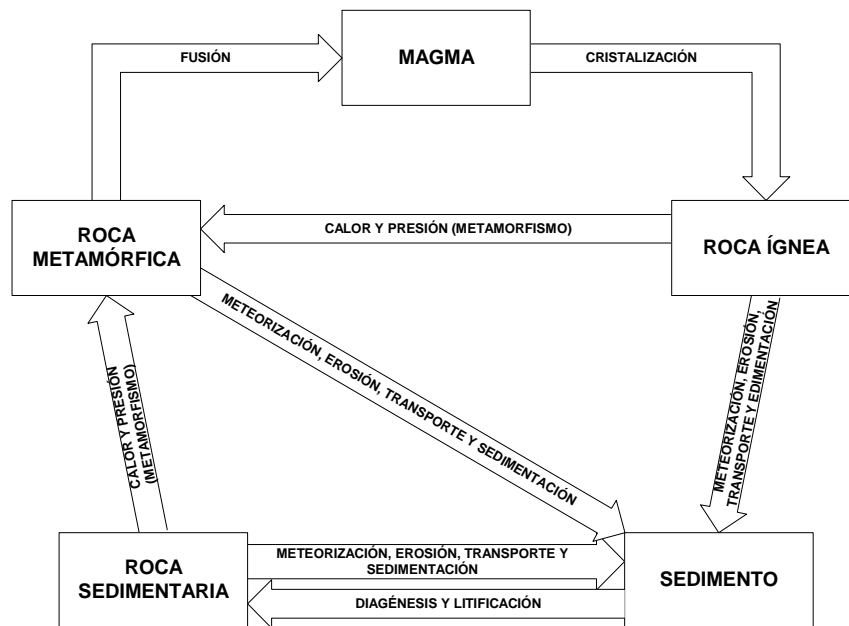 FUSIÓN
MAGMA
CRISTALIZACIÓN
ROCA
METAMÓRFICA
CALOR Y PRESIÓN (METAMORFISMO)
ROCA ÍGNEA
METEORIZACIÓN, EROSIÓN, TRANSPORTE Y SEDIMENTACIÓN
METEORIZACIÓN, EROSIÓN,
TRANSPORTE Y EDIMENTACIÓN
CALOR Y PRESIÓN
(METAMORFISMO)
ROCA
SEDIMENTARIA
METEORIZACIÓN, EROSIÓN, TRANSPORTE Y
SEDIMENTACIÓN
DIAGÉNESIS Y LITIFICACIÓN
SEDIMENTO